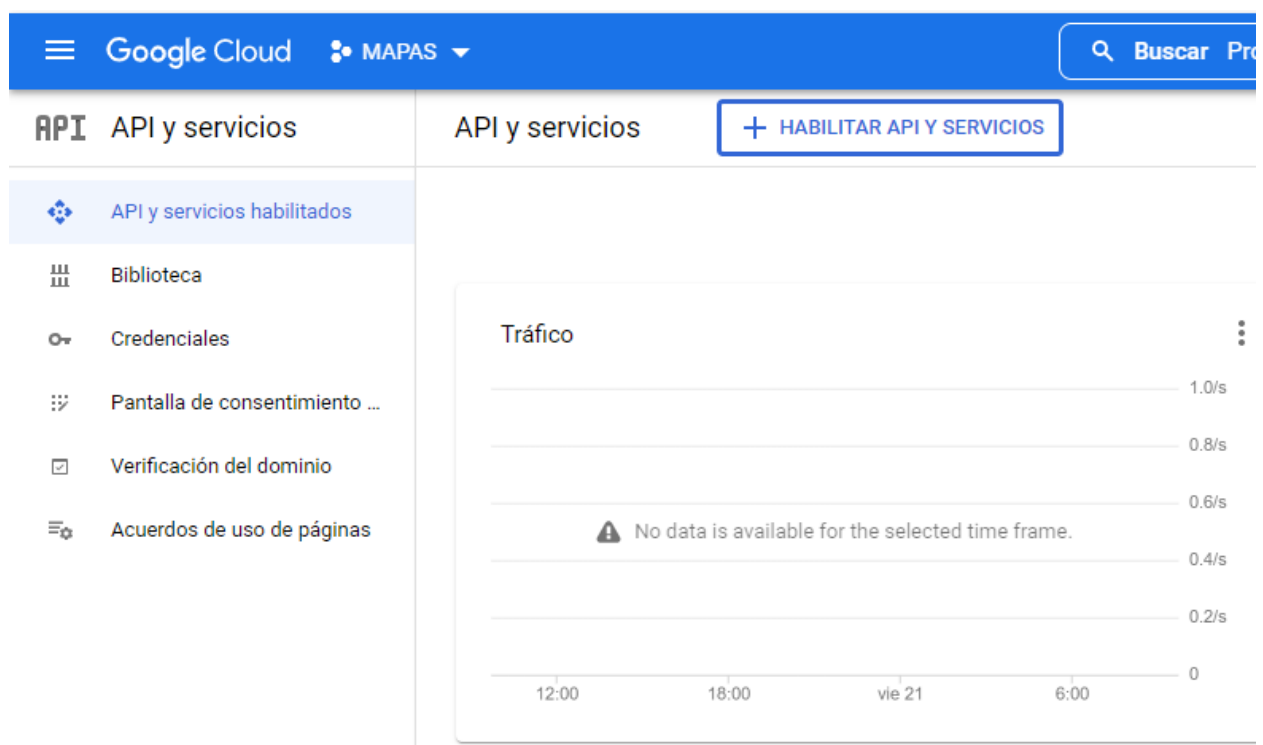 Google Cloud MAPAS Buscar Pro
API API y servicios API y servicios + HABILITAR API Y SERVICIOS
API y servicios habilitados
Biblioteca
Credenciales
Pantalla de consentimiento ...
Verificación del dominio
Acuerdos de uso de páginas
Tráfico
1.0/s
0.8/s
0.6/s
No data is available for the selected time frame.
0.4/s
0.2/s
0
12:00 18:00 vie 21 6:00